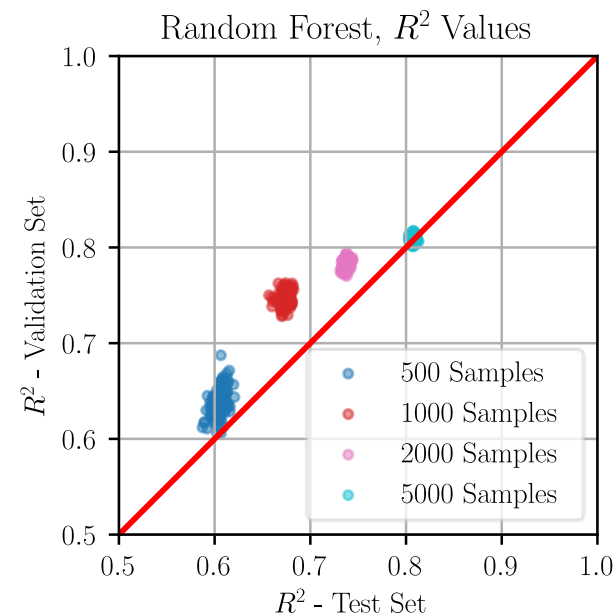 Random Forest, R² Values
1.0
0.9
0.8
0.7
0.6
0.5
R² - Validation Set
500 Samples
1000 Samples
2000 Samples
5000 Samples
0.5 0.6 0.7 0.8 0.9 1.0
R² - Test Set